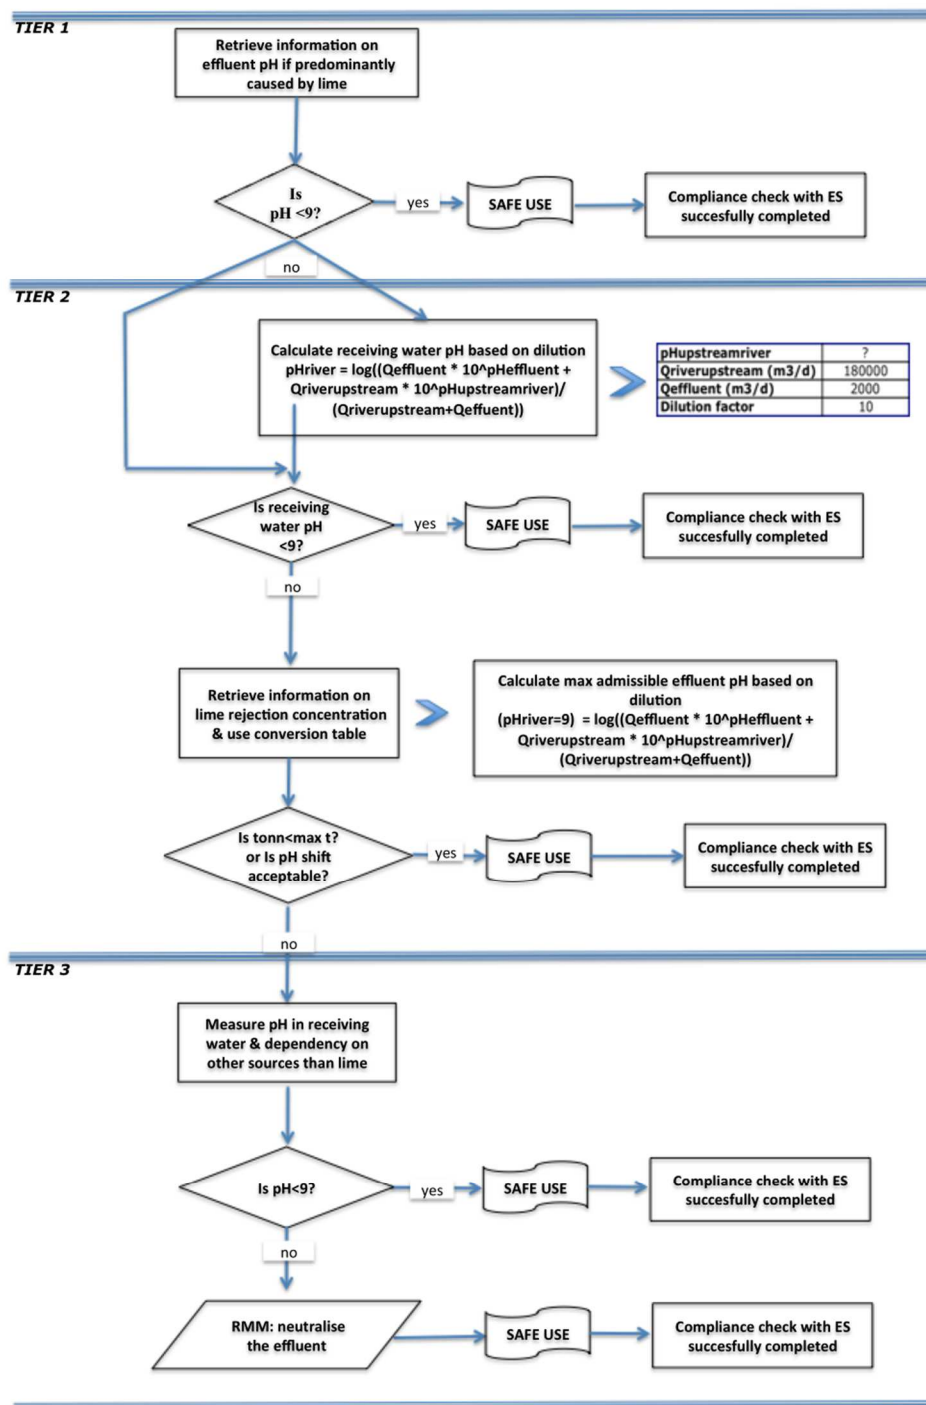 TIER 1
Retrieve information on
effluent pH if predominantly
caused by lime
Is
pH <9?
yes
SAFE USE
Compliance check with ES
succesfully completed
no
TIER 2
Calculate receiving water pH based on dilution
pHriver = log((Qeffluent * 10^pHeffluent +
Qriverupstream * 10^pHupstreamriver)/
(Qriverupstream+Qeffuent))
pHupstreamriver ?
Qriverupstream (m3/d) 180000
Qeffluent (m3/d) 2000
Dilution factor 10
Is receiving
water pH
<9?
yes
SAFE USE
Compliance check with ES
succesfully completed
no
Retrieve information on
lime rejection concentration
& use conversion table
Calculate max admissible effluent pH based on
dilution
(pHriver=9) = log((Qeffluent * 10^pHeffluent +
Qriverupstream * 10^pHupstreamriver)/
(Qriverupstream+Qeffuent))
Is tonn<max t?
or Is pH shift
acceptable?
yes
SAFE USE
Compliance check with ES
succesfully completed
no
TIER 3
Measure pH in receiving
water & dependency on
other sources than lime
Is pH<9?
yes
SAFE USE
Compliance check with ES
succesfully completed
no
RMM: neutralise
the effluent
SAFE USE
Compliance check with ES
succesfully completed